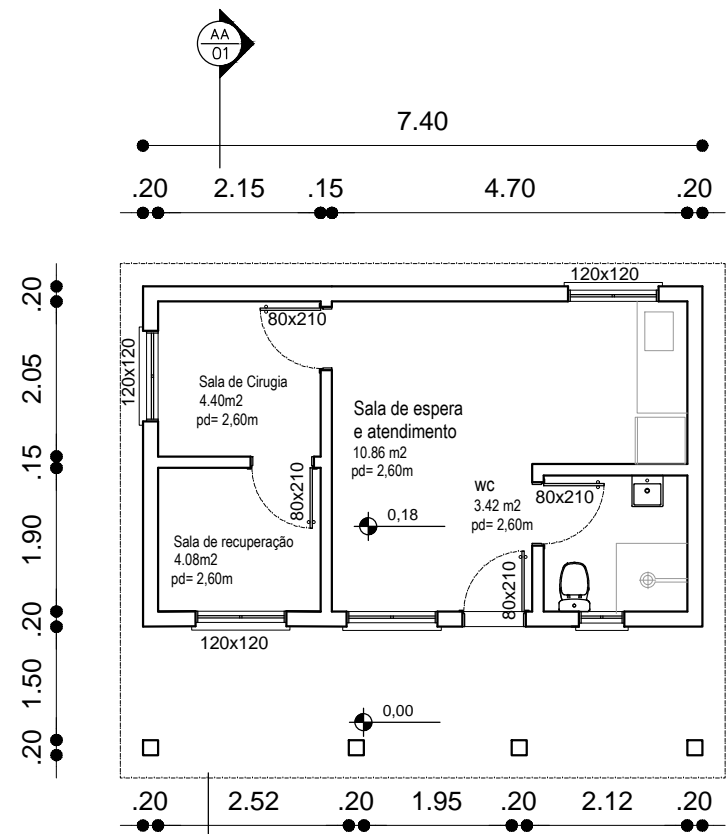 AA
01
7.40
.20 2.15 .15 4.70 .20
120x120
80x210
.20
2.05
.15
1.90
.20
1.50
.20
120x120
Sala de Cirugia
4.40m2
pd= 2,60m
Sala de espera
e atendimento
10.86 m2
pd= 2,60m
80x210
wc
3.42 m2
pd= 2,60m
80x210
0,18
Sala de recuperação
4.08m2
pd= 2,60m
80x210
120x120
0,00
.20 2.52 .20 1.95 .20 2.12 .20